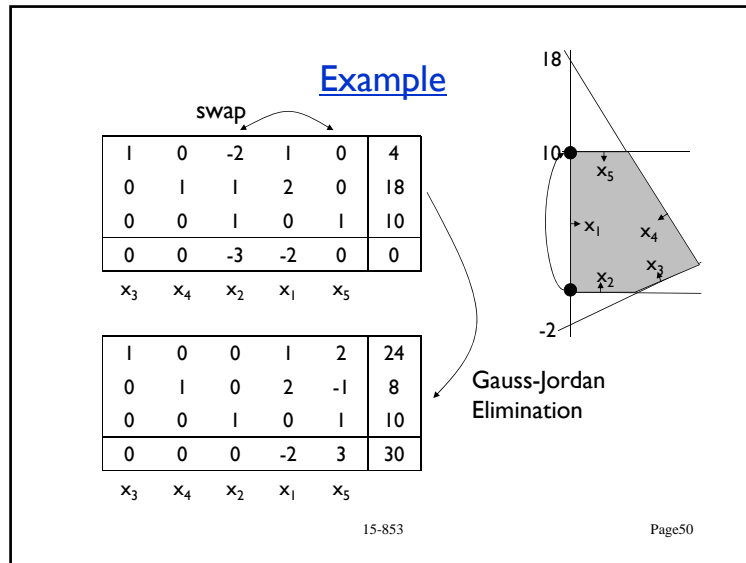 Example
swap
1 0 -2 1 0 4
0 1 1 2 0 18
0 0 1 0 1 10
0 0 -3 -2 0 0
x₃ x₄ x₂ x₁ x₅
1 0 0 1 2 24
0 1 0 2 -1 8
0 0 1 0 1 10
0 0 0 -2 3 30
x₃ x₄ x₂ x₁ x₅
18
10
x₅
x₁
x₄
x₃
x₂
-2
Gauss-Jordan
Elimination
15-853
Page50